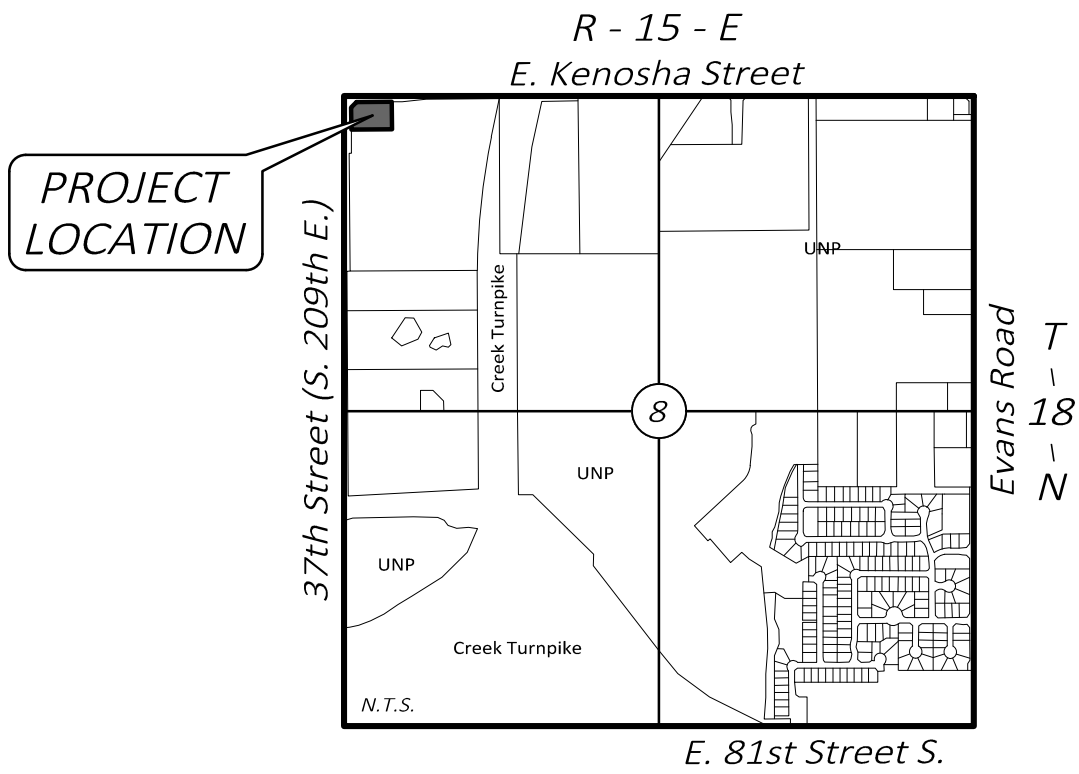 R - 15 - E
E. Kenosha Street
PROJECT
LOCATION
37th Street (S. 209th E.)
Creek Turnpike
UNP
Evans Road
T - 18 - N
8
UNP
UNP
Creek Turnpike
N.T.S.
E. 81st Street S.